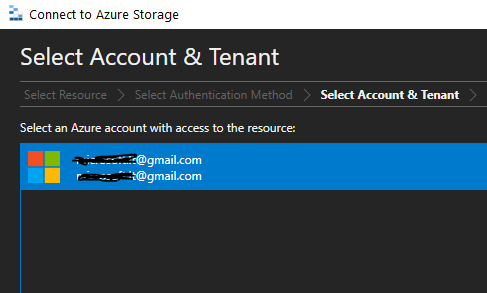 Connect to Azure Storage
Select Account & Tenant
Select Resource > Select Authentication Method > Select Account & Tenant >
Select an Azure account with access to the resource:
@gmail.com
@gmail.com